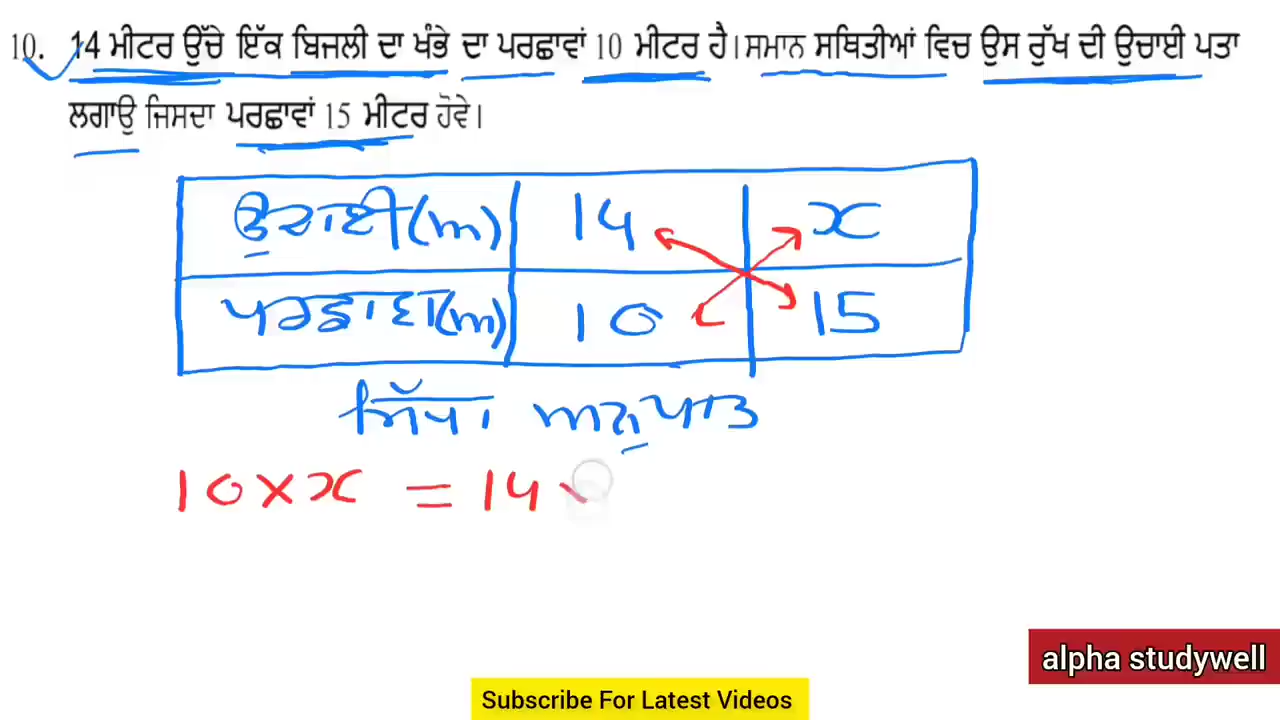 10. 14 ਮੀਟਰ ਉੱਚੇ ਇੱਕ ਬਿਜਲੀ ਦਾ ਖੰਭੇ ਦਾ ਪਰਛਾਵਾਂ 10 ਮੀਟਰ ਹੈ। ਸਮਾਨ ਸਥਿਤੀਆਂ ਵਿਚ ਉਸ ਰੁੱਖ ਦੀ ਉਚਾਈ ਪਤਾ
ਲਗਾਉ ਜਿਸਦਾ ਪਰਛਾਵਾਂ 15 ਮੀਟਰ ਹੋਵੇ।
ਉਚਾਈ (m) 14 x
ਪਰਛਾਵਾ (m) 10 15
ਸਿੱਧਾ ਅਨੁਪਾਤ
10 × x = 14
alpha studywell
Subscribe For Latest Videos